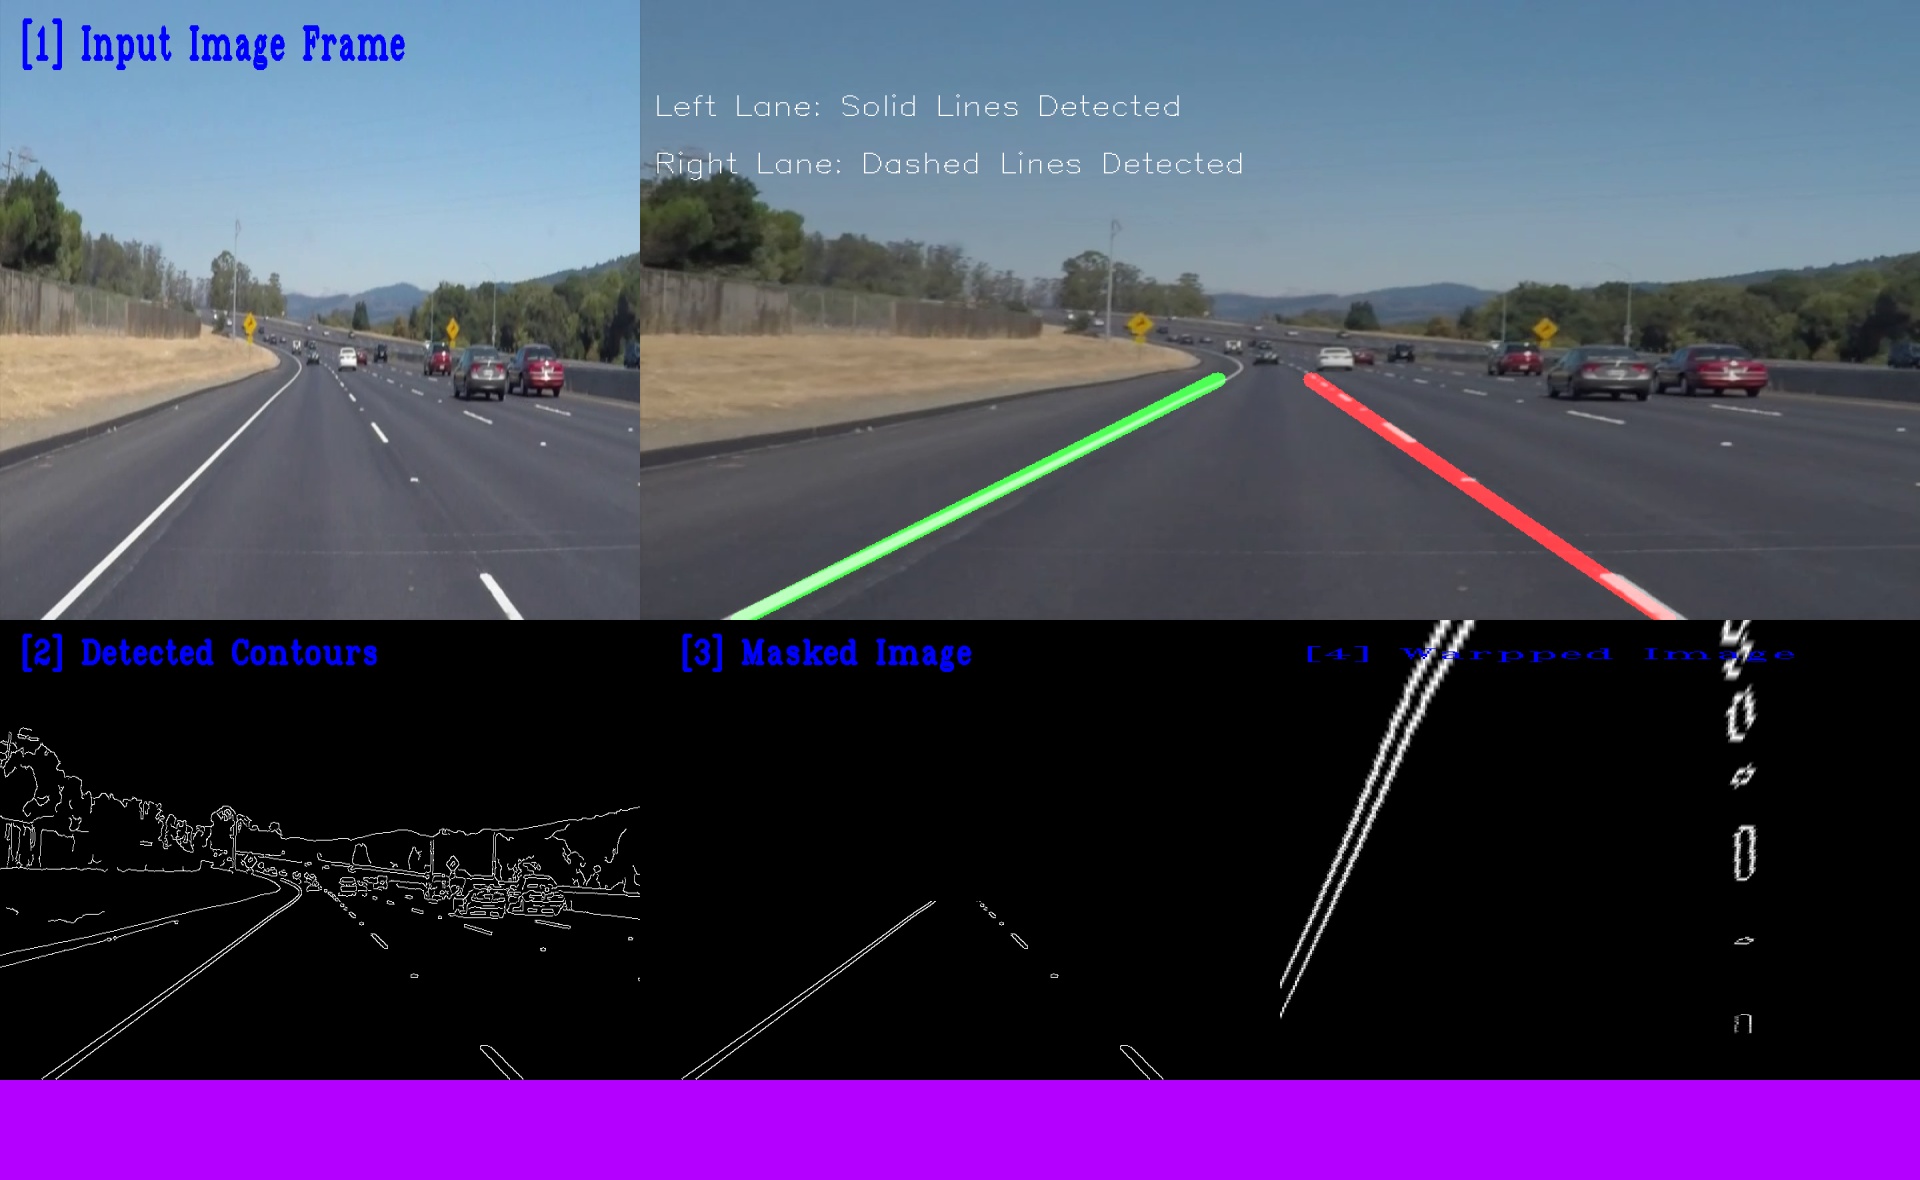 [1] Input Image Frame
Left Lane: Solid Lines Detected
Right Lane: Dashed Lines Detected
[2] Detected Contours
[3] Masked Image
[4] Warpped Image